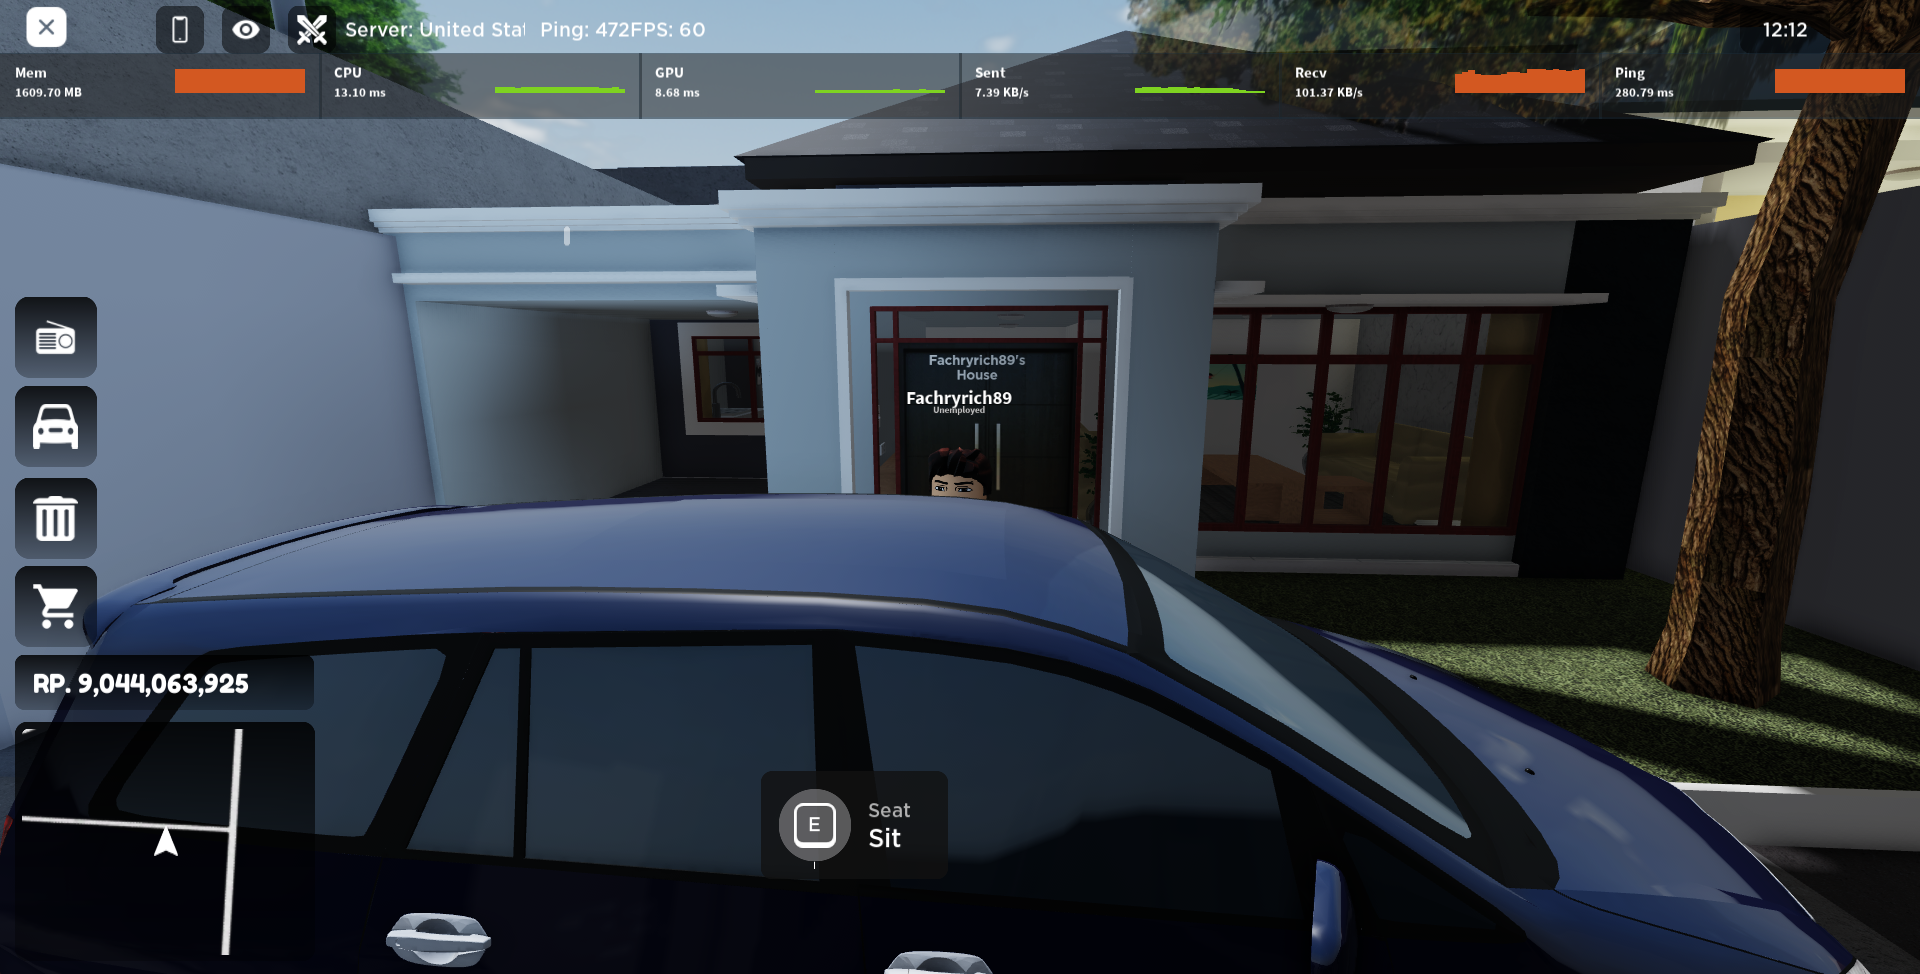 Server: United Stat Ping: 472FPS: 60
12:12
Mem
1609.70 MB
CPU
13.10 ms
GPU
8.68 ms
Sent
7.39 KB/s
Recv
101.37 KB/s
Ping
280.79 ms
Fachryrich89's
House
Fachryrich89
Unemployed
RP. 9,044,063,925
E
Seat
Sit